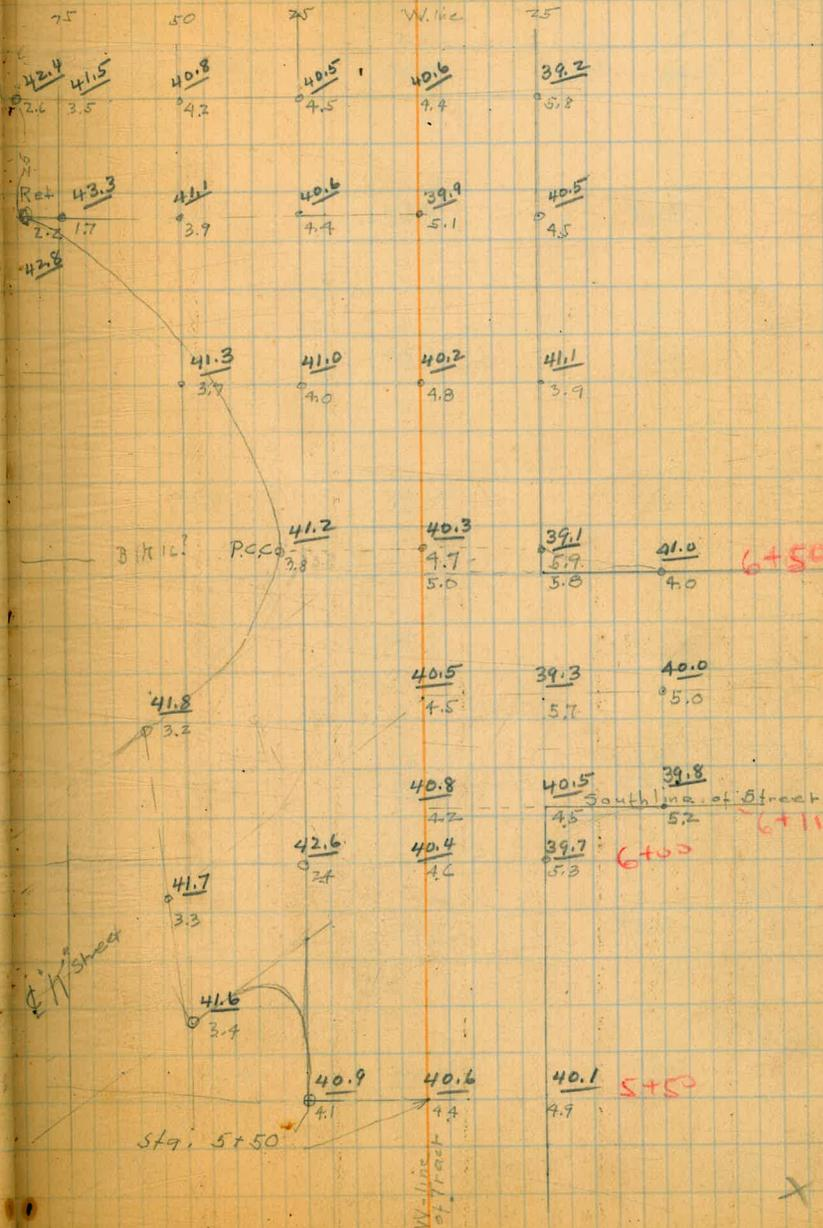 75 50 25 W.line 25
42.4 41.5 40.8 40.5 40.6 39.2
2.6 3.5 4.2 4.5 4.4 5.8
Ret 43.3 41.1 40.6 39.9 40.5
2.2 1.7 3.9 4.4 5.1 4.5
42.8
41.3 41.0 40.2 41.1
3.7 4.0 4.8 3.9
41.2 40.3 39.1 41.0
P.C.C. 3.8 4.7 5.9 6+50
5.0 5.8 4.0
40.5 39.3 40.0
4.5 5.7 5.0
41.8
3.2
40.8 40.5 39.8
South line of Street
4.2 4.5 5.2 6+11
42.6 40.4 39.7 6+00
2.4 4.6 5.3
41.7
3.3
"K" Street
41.6
3.4
40.9 40.6 40.1 5+50
4.1 4.4 4.9
Sta. 5+50
W-line
of Tract
X